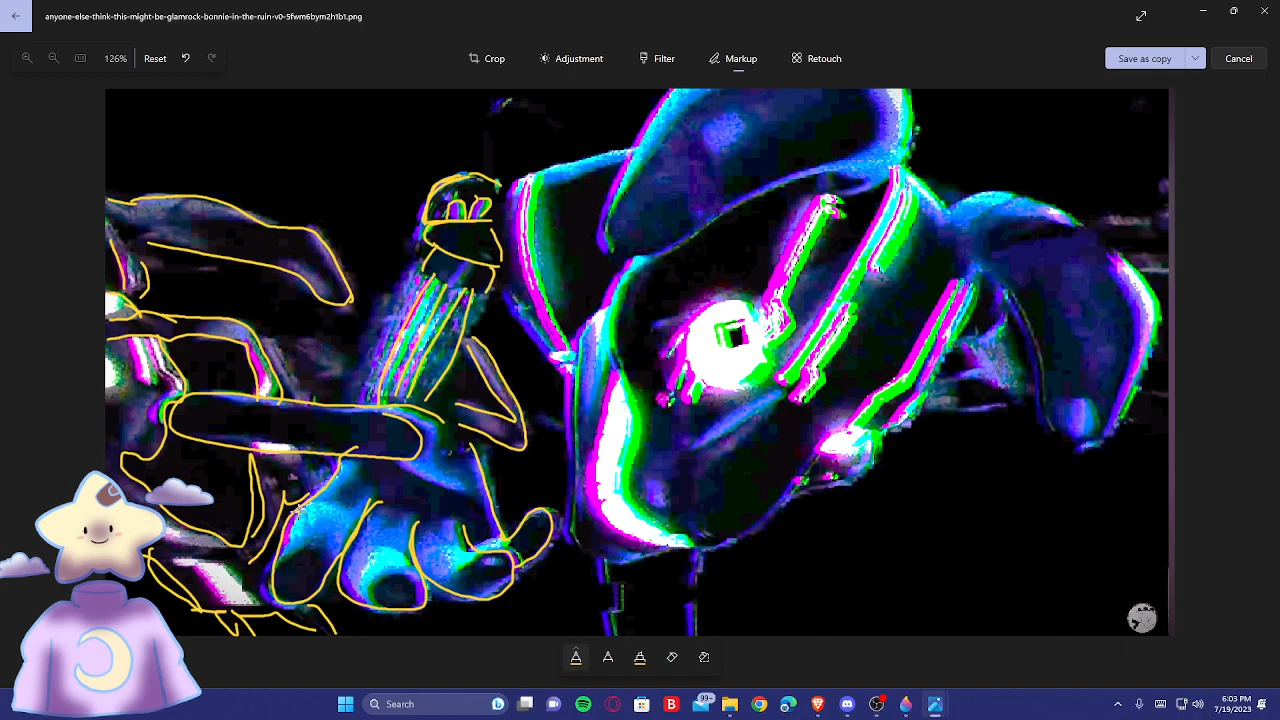 anyone-else-think-this-might-be-glamrock-bonnie-in-the-ruin-v0-5fwm6bym2h1b1.png
126%
Reset
Crop
Adjustment
Filter
Markup
Retouch
Save as copy
Cancel
Search
99+
6:03 PM
7/19/2023